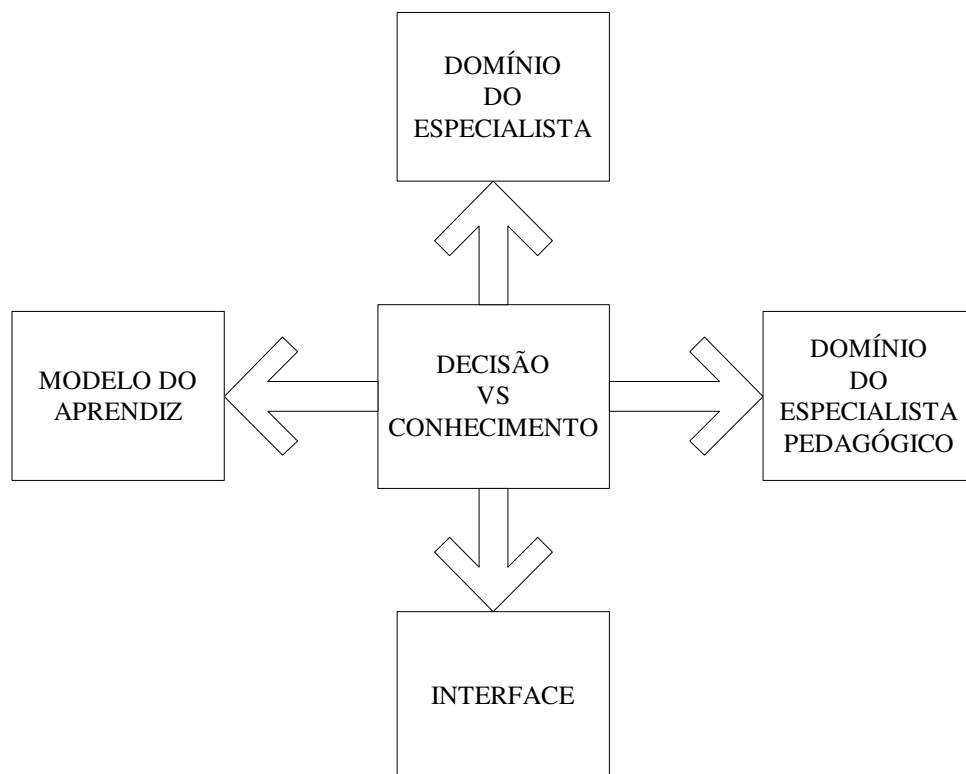 DOMÍNIO
DO
ESPECIALISTA
MODELO DO
APRENDIZ
DECISÃO
VS
CONHECIMENTO
DOMÍNIO
DO
ESPECIALISTA
PEDAGÓGICO
INTERFACE